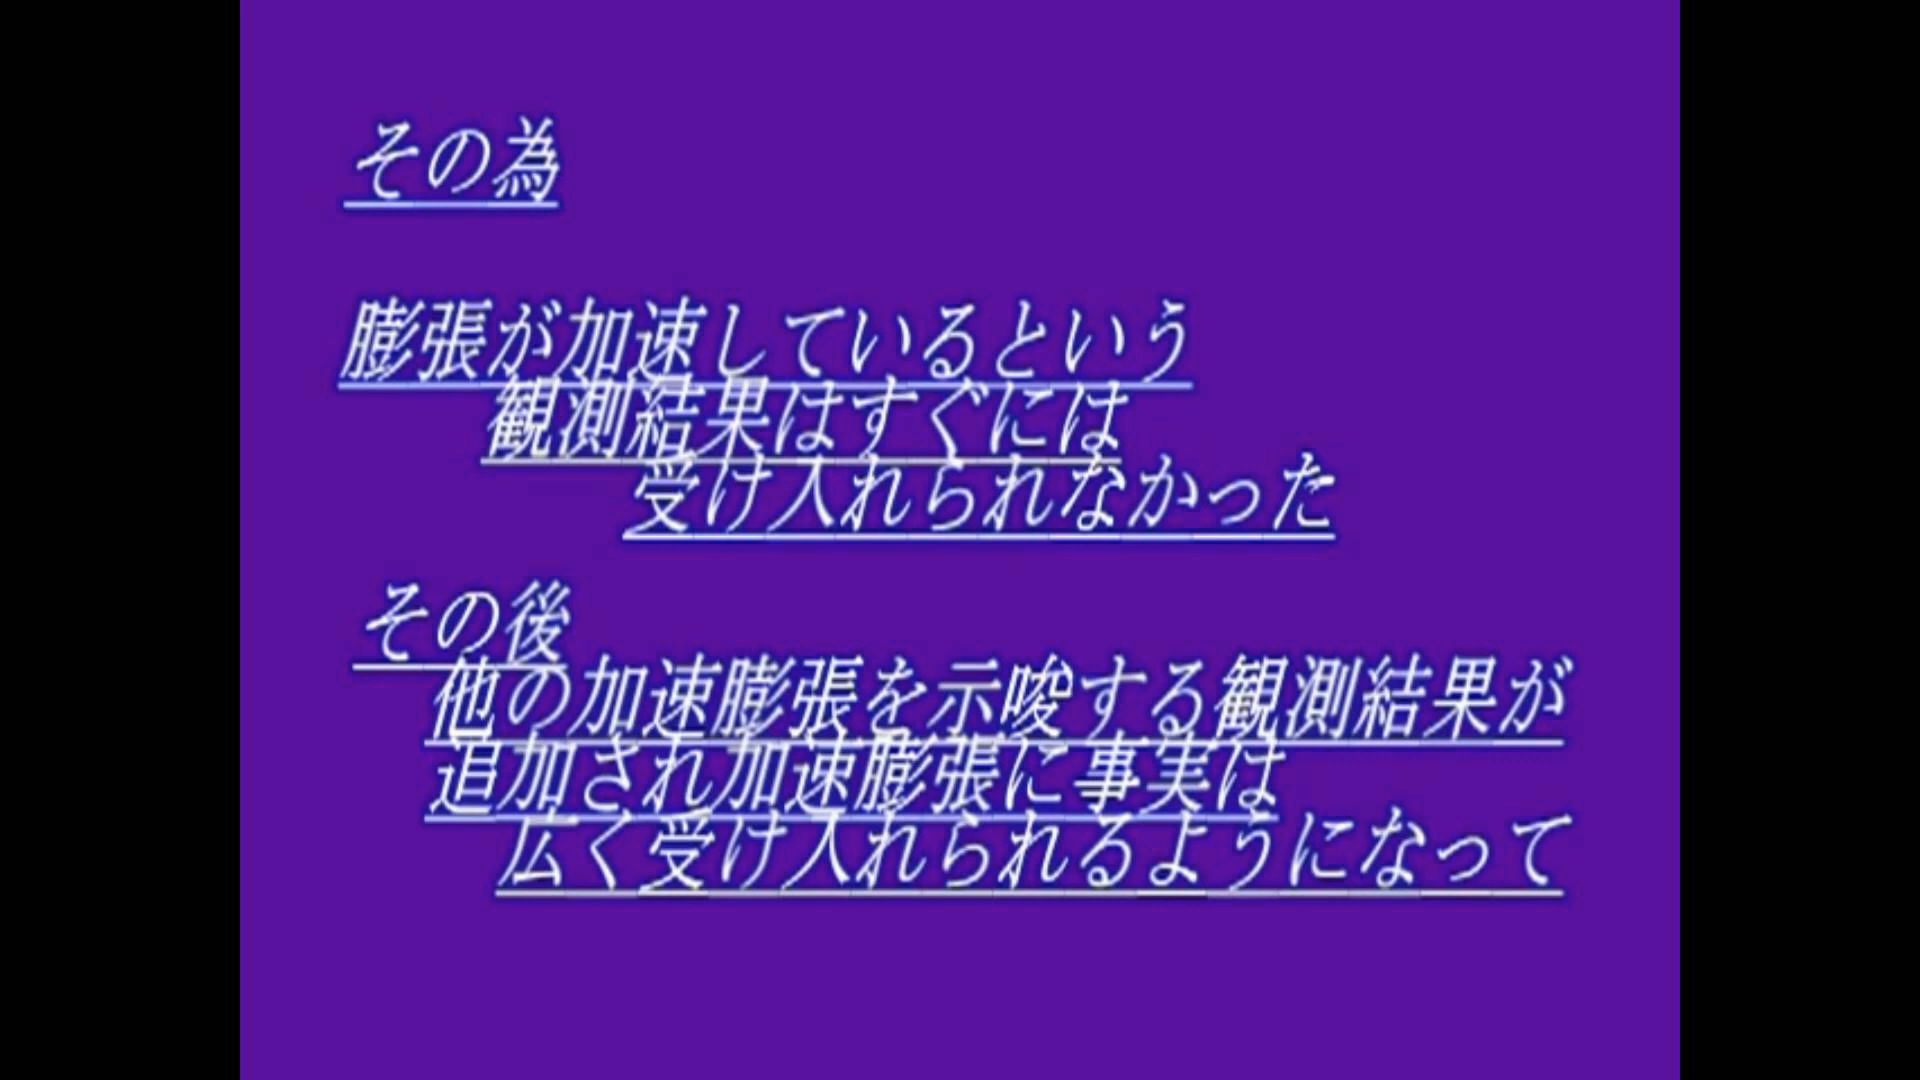 その為
膨張が加速しているという
観測結果はすぐには
受け入れられなかった
その後
他の加速膨張を示唆する観測結果が
追加され加速膨張に事実は
広く受け入れられるようになって